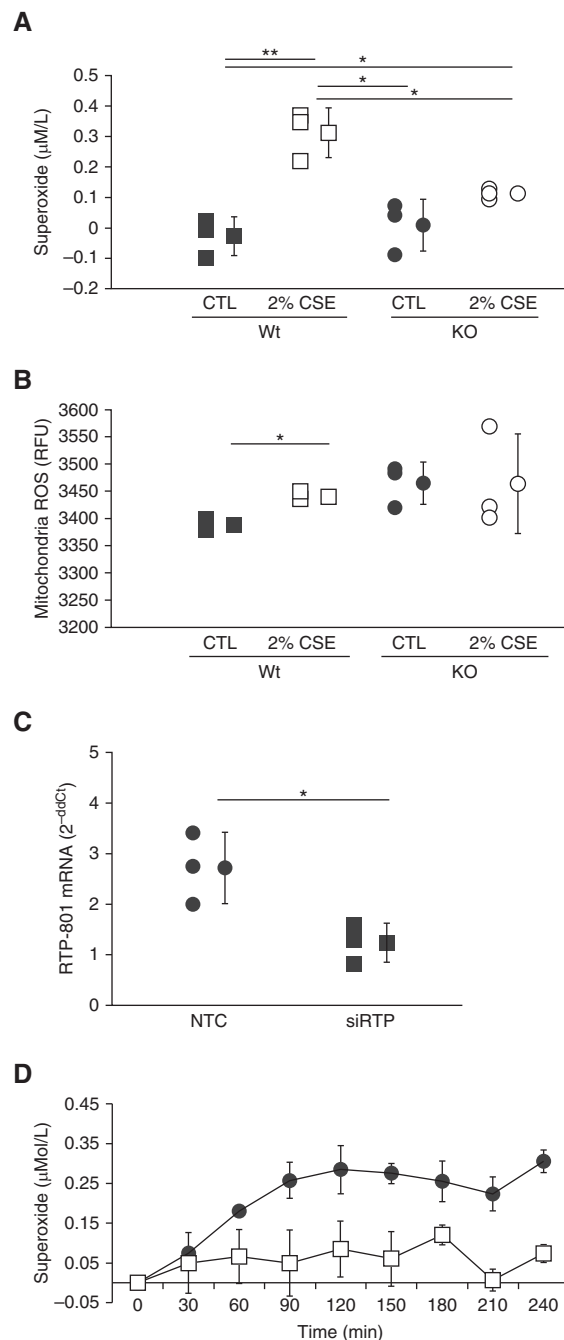 A
**
*
*
*
Superoxide (μM/L)
0.5
0.4
0.3
0.2
0.1
0
–0.1
–0.2
CTL 2% CSE CTL 2% CSE
Wt KO
B
*
Mitochondria ROS (RFU)
3600
3550
3500
3450
3400
3350
3300
3250
3200
CTL 2% CSE CTL 2% CSE
Wt KO
C
*
RTP-801 mRNA (2–ddCt)
5
4
3
2
1
0
NTC siRTP
D
Superoxide (μMol/L)
0.45
0.35
0.25
0.15
0.05
–0.05
0 30 60 90 120 150 180 210 240
Time (min)